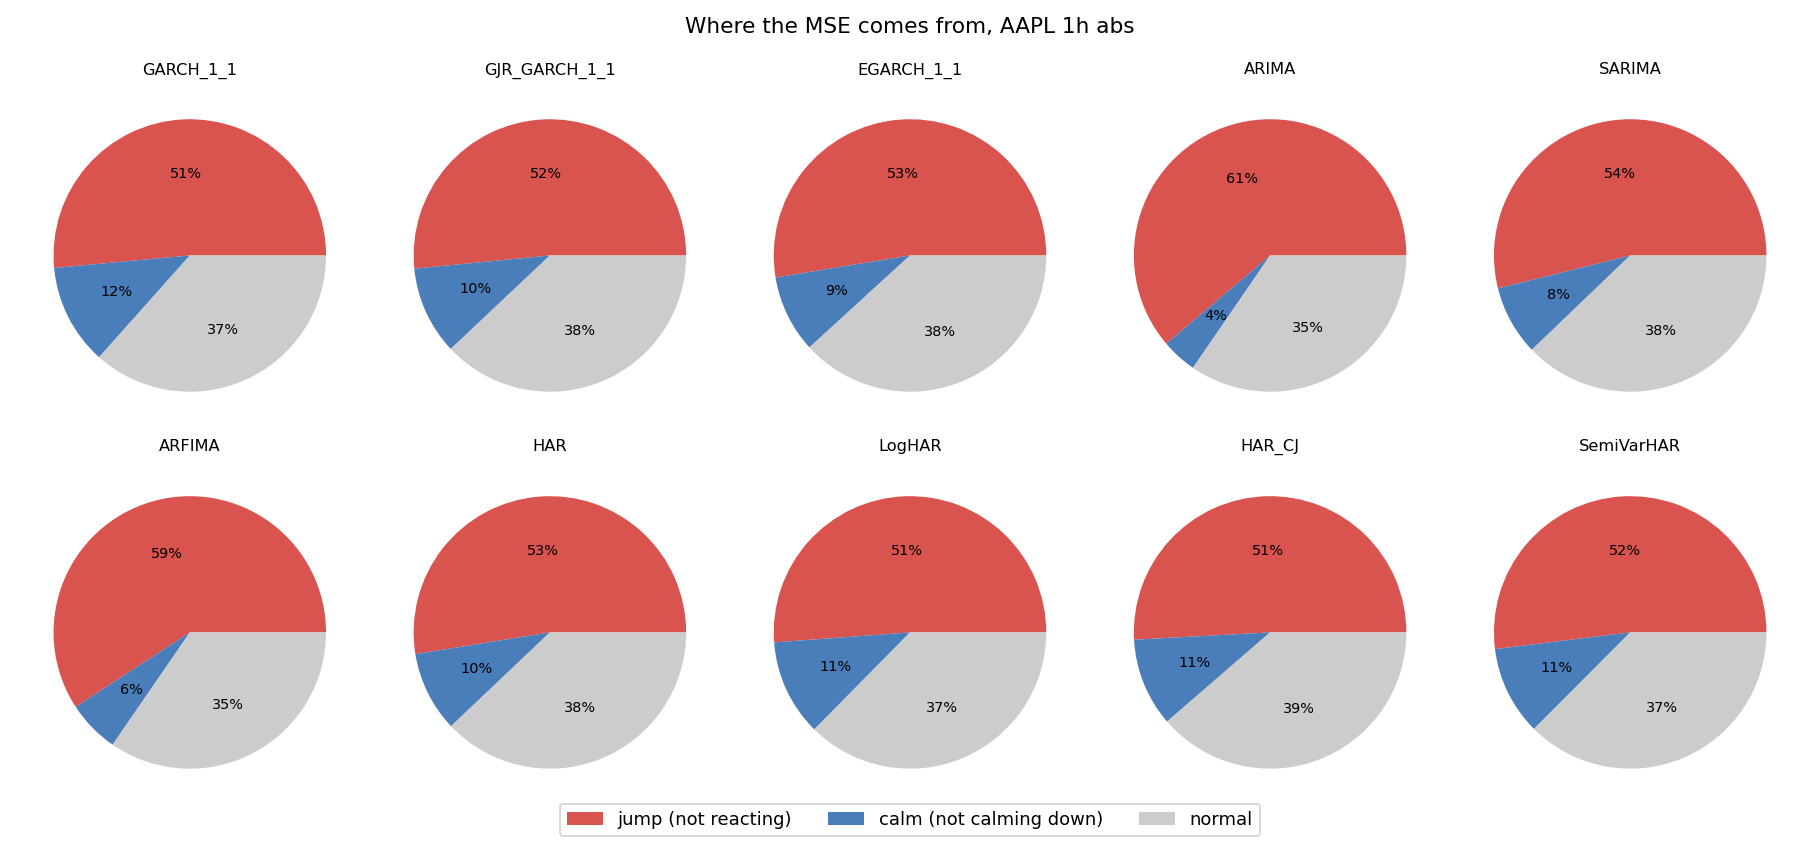 Where the MSE comes from, AAPL 1h abs
GARCH_1_1
GJR_GARCH_1_1
EGARCH_1_1
ARIMA
SARIMA
51%
12%
37%
52%
10%
38%
53%
9%
38%
61%
4%
35%
54%
8%
38%
ARFIMA
HAR
LogHAR
HAR_CJ
SemiVarHAR
59%
6%
35%
53%
10%
38%
51%
11%
37%
51%
11%
39%
52%
11%
37%
jump (not reacting)
calm (not calming down)
normal